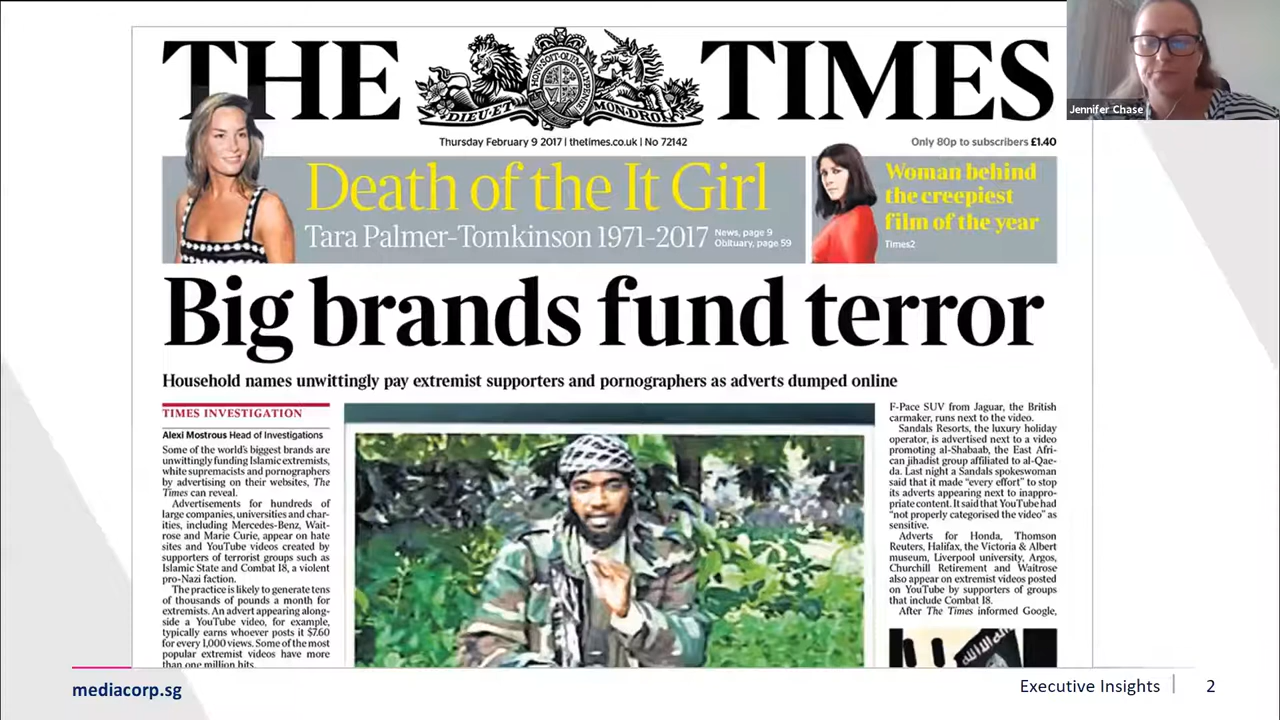 THE TIMES
DIEU·ET MON·DROIT
Jennifer Chase
Thursday February 9 2017 | thetimes.co.uk | No 72142
Only 80p to subscribers £1.40
Death of the It Girl
Tara Palmer-Tomkinson 1971-2017
News, page 9
Obituary, page 59
Woman behind
the creepiest
film of the year
Times2
Big brands fund terror
Household names unwittingly pay extremist supporters and pornographers as adverts dumped online
TIMES INVESTIGATION
Alexi Mostrous Head of Investigations
Some of the world's biggest brands are
unwittingly funding Islamic extremists,
white supremacists and pornographers
by advertising on their websites, The
Times can reveal.
Advertisements for hundreds of
large companies, universities and char-
ities, including Mercedes-Benz, Wait-
rose and Marie Curie, appear on hate
sites and YouTube videos created by
supporters of terrorist groups such as
Islamic State and Combat 18, a violent
pro-Nazi faction.
The practice is likely to generate tens
of thousands of pounds a month for
extremists. An advert appearing along-
side a YouTube video, for example,
typically earns whoever posts it $7.60
for every 1,000 views. Some of the most
popular extremist videos have more
than one million hits.
F-Pace SUV from Jaguar, the British
carmaker, runs next to the video.
Sandals Resorts, the luxury holiday
operator, is advertised next to a video
promoting al-Shabaab, the East Afri-
can jihadist group affiliated to al-Qae-
da. Last night a Sandals spokeswoman
said that it made "every effort" to stop
its adverts appearing next to inappro-
priate content. It said that YouTube had
"not properly categorised the video" as
sensitive.
Adverts for Honda, Thomson
Reuters, Halifax, the Victoria & Albert
museum, Liverpool university, Argos,
Churchill Retirement and Waitrose
also appear on extremist videos posted
on YouTube by supporters of groups
that include Combat 18.
After The Times informed Google,
mediacorp.sg
Executive Insights | 2